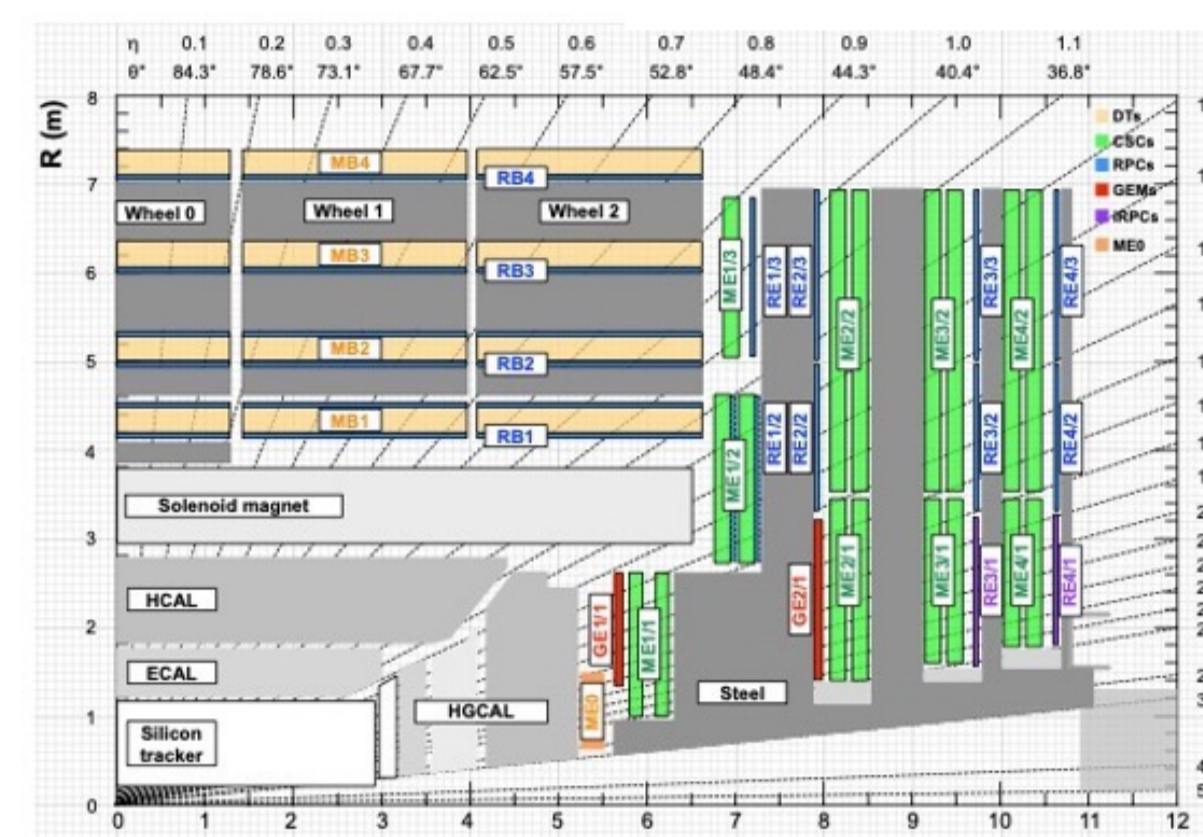 η 0.1 0.2 0.3 0.4 0.5 0.6 0.7 0.8 0.9 1.0 1.1
θ° 84.3° 78.6° 73.1° 67.7° 62.5° 57.5° 52.8° 48.4° 44.3° 40.4° 36.8°
R (m)
8
7
6
5
4
3
2
1
0
DTs
CSCs
RPCs
GEMs
iRPCs
ME0
MB4
RB4
Wheel 0 Wheel 1 Wheel 2
MB3
RB3
MB2
RB2
MB1
RB1
Solenoid magnet
HCAL
ECAL
Silicon
tracker
HGCAL
Steel
ME1/3
RE1/3
RE2/3
ME2/2
ME3/2
RE3/3
ME4/2
RE4/3
ME1/2
RE1/2
RE2/2
RE3/2
RE4/2
GE1/1
ME1/1
ME0
GE2/1
ME2/1
ME3/1
RE3/1
ME4/1
RE4/1
0 1 2 3 4 5 6 7 8 9 10 11 12